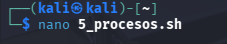 ┌──(kali㉿kali)-[~]
└─$ nano 5_procesos.sh